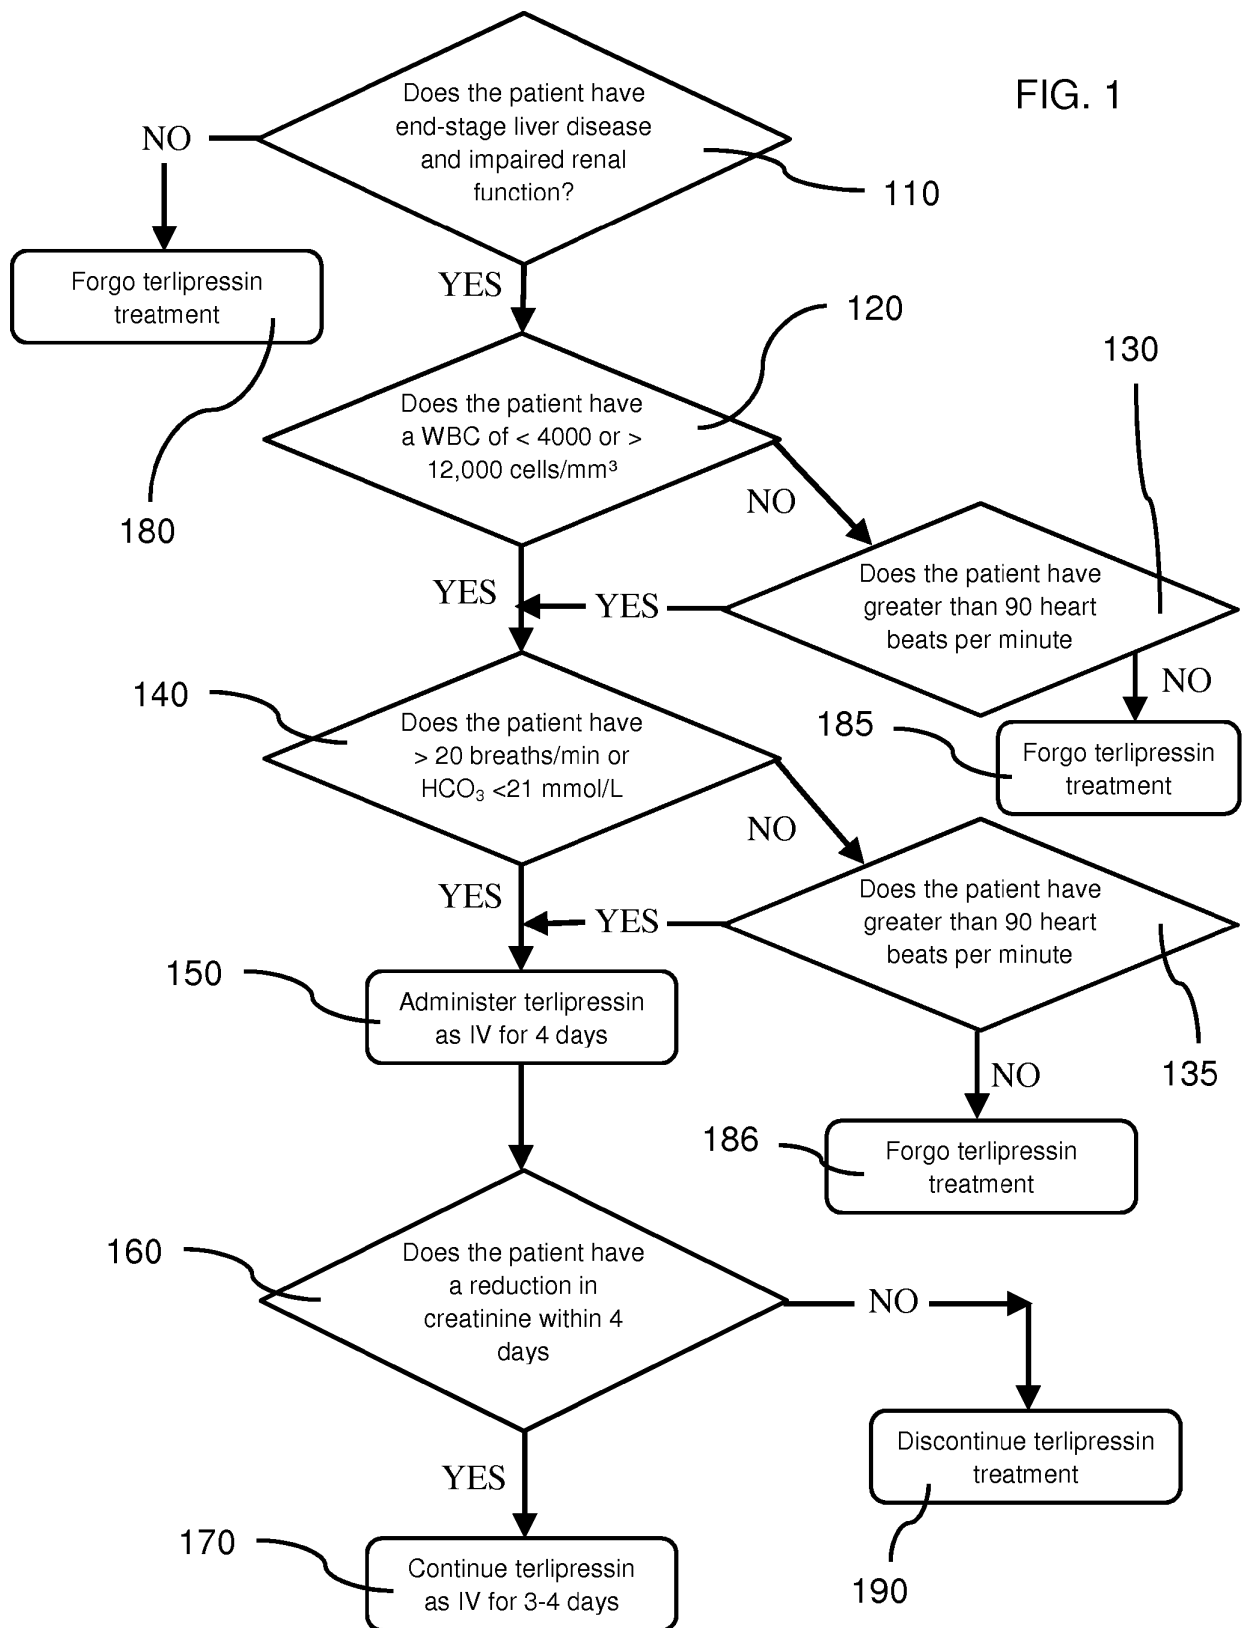 FIG. 1
Does the patient have
end-stage liver disease
and impaired renal
function?
NO
110
YES
Forgo terlipressin
treatment
180
120
Does the patient have
a WBC of < 4000 or >
12,000 cells/mm³
NO
130
YES
YES
Does the patient have
greater than 90 heart
beats per minute
NO
185
Forgo terlipressin
treatment
140
Does the patient have
> 20 breaths/min or
HCO₃ <21 mmol/L
NO
YES
YES
Does the patient have
greater than 90 heart
beats per minute
135
NO
186
Forgo terlipressin
treatment
150
Administer terlipressin
as IV for 4 days
160
Does the patient have
a reduction in
creatinine within 4
days
NO
YES
Discontinue terlipressin
treatment
190
170
Continue terlipressin
as IV for 3-4 days